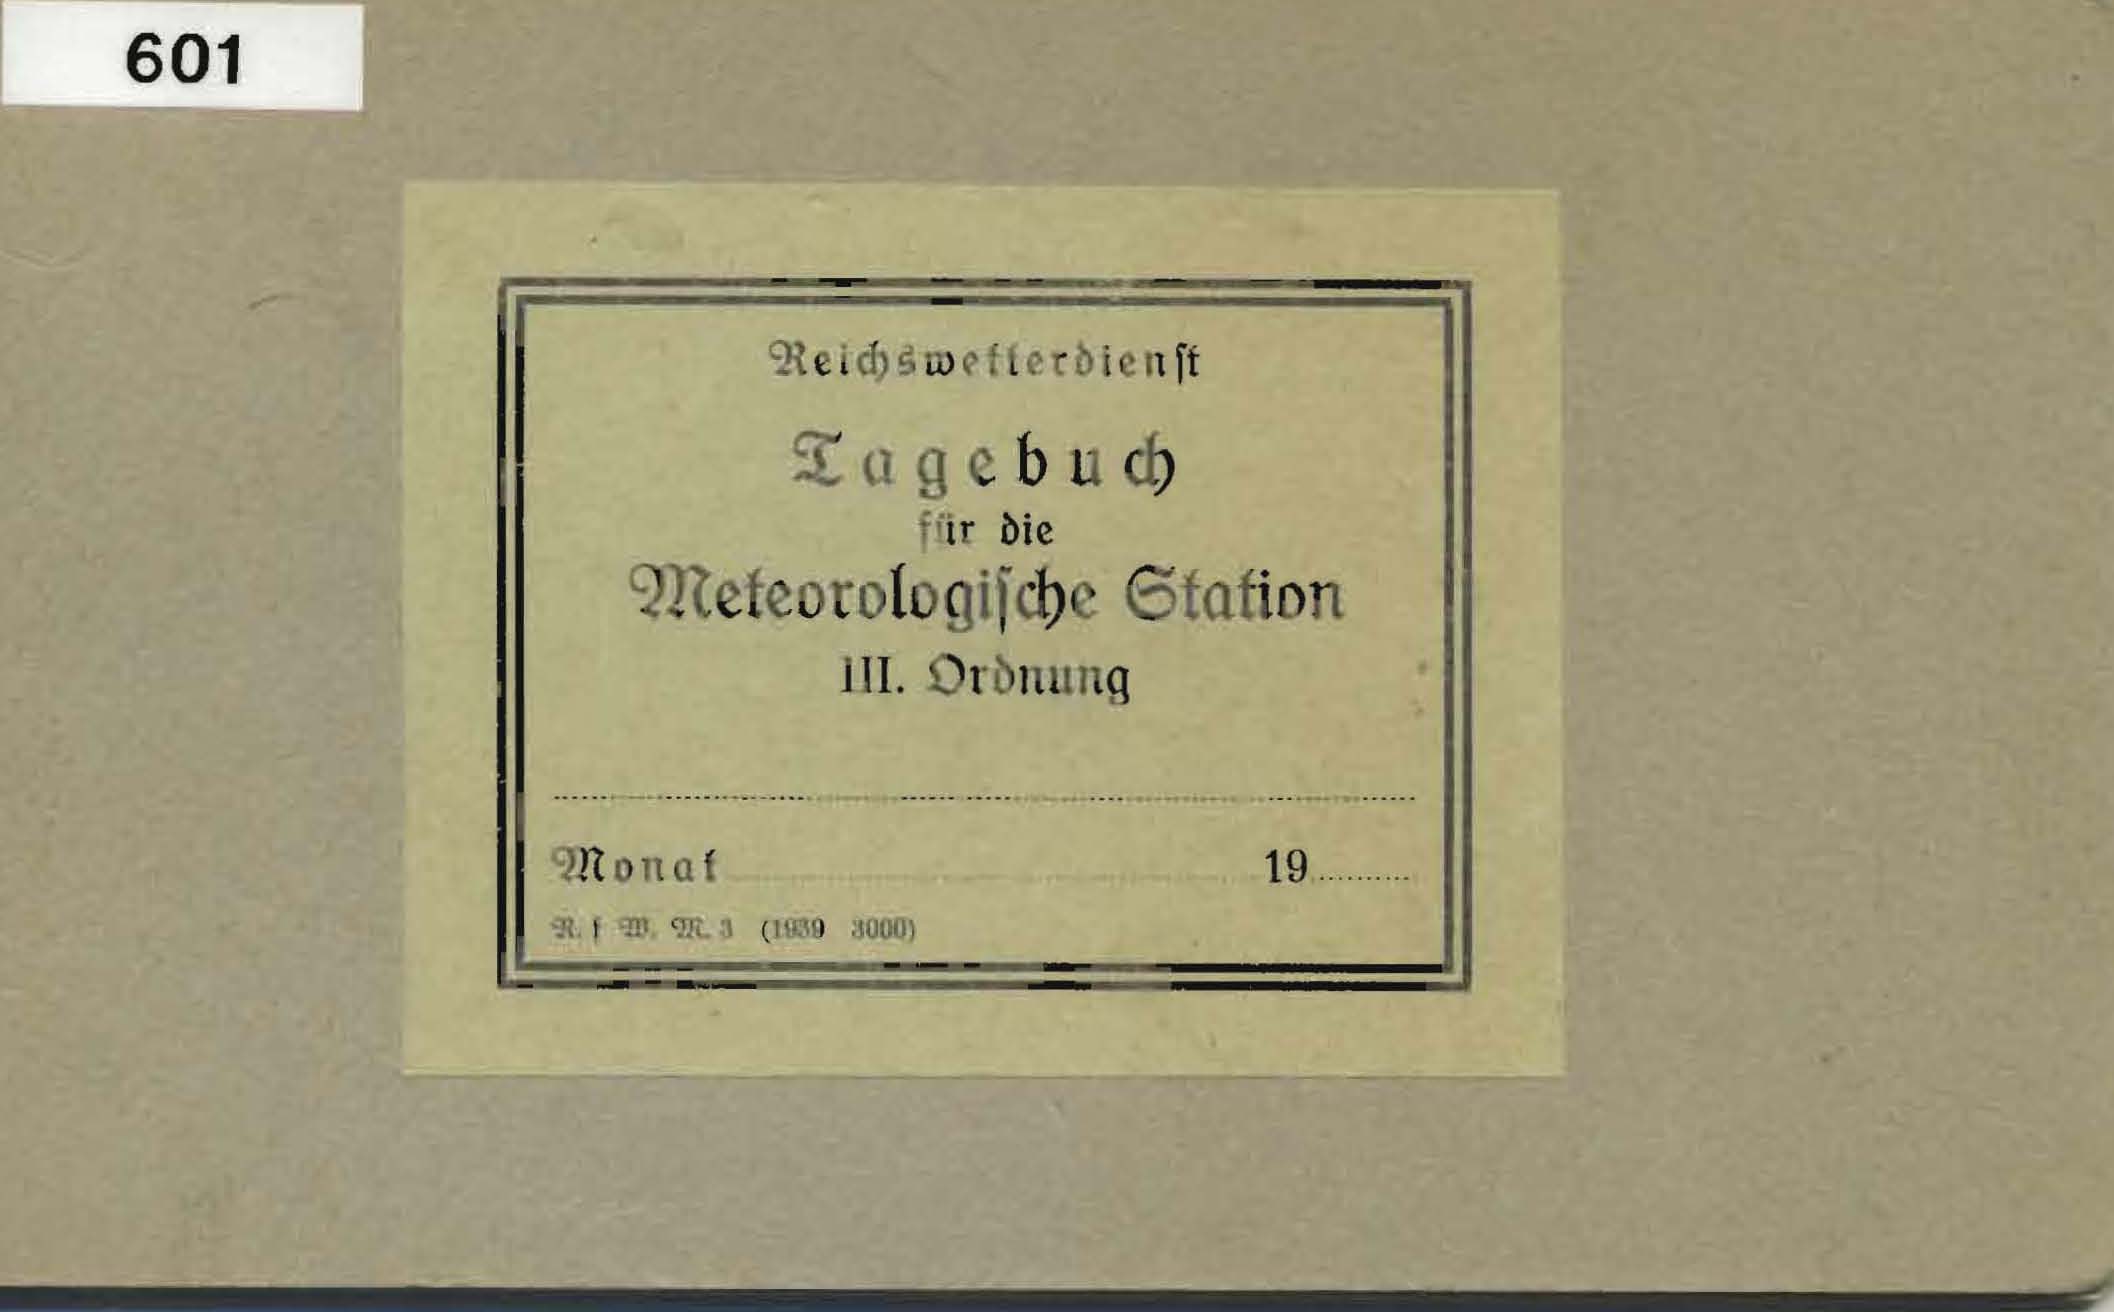 601
Reichswetterdienst
Tagebuch
für die
Meteorologische Station
III. Ordnung
Monat 19
R. f W. M. 3 (1939 3000)